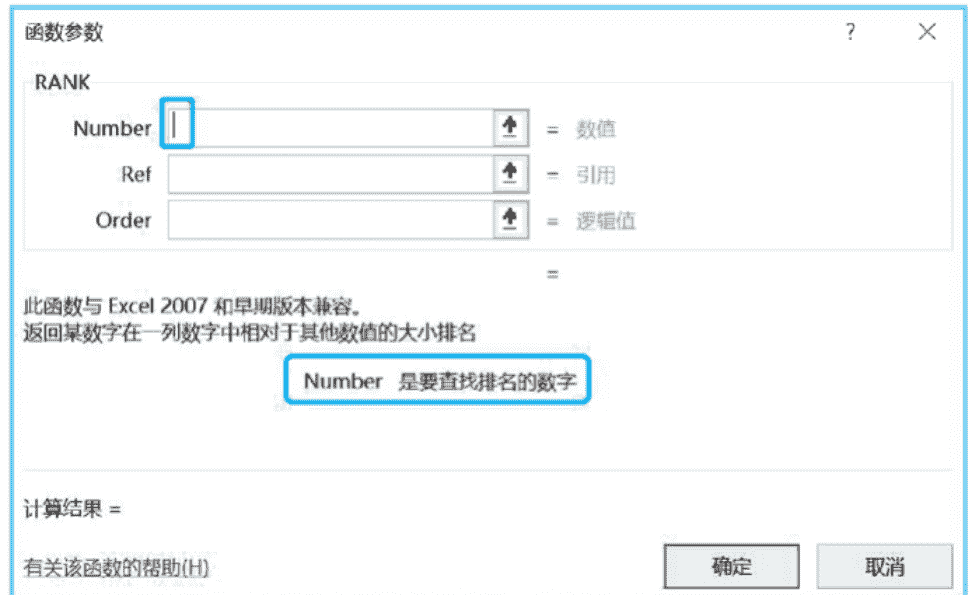 函数参数 ?
RANK
Number = 数值
Ref = 引用
Order = 逻辑值
=
此函数与 Excel 2007 和早期版本兼容。
返回某数字在一列数字中相对于其他数值的大小排名
Number 是要查找排名的数字
计算结果 =
有关该函数的帮助(H) 确定 取消